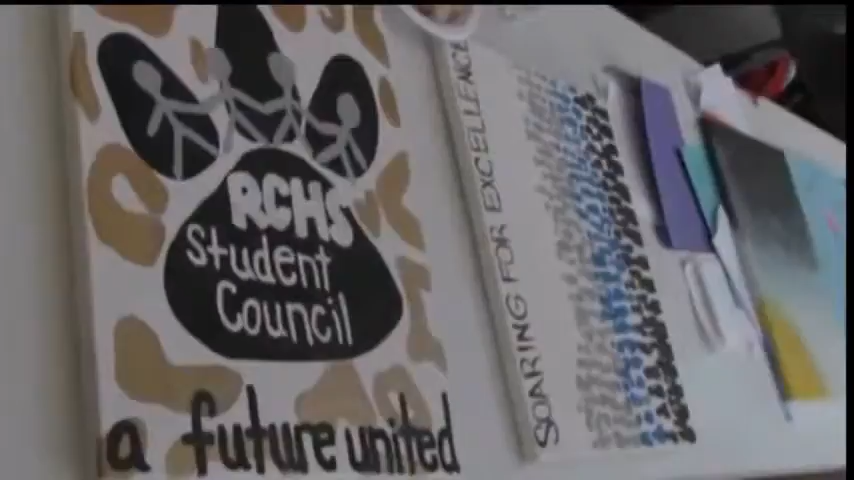 RCHS
Student
Council
a future united
SOARING FOR EXCELLENCE